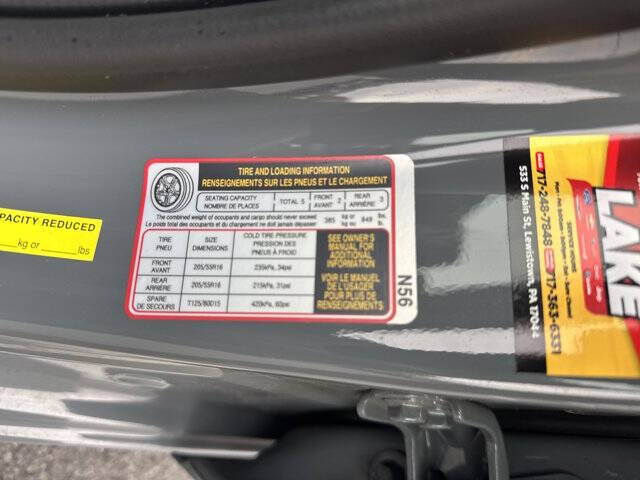 TIRE AND LOADING INFORMATION
RENSEIGNEMENTS SUR LES PNEUS ET LE CHARGEMENT
SEATING CAPACITY
NOMBRE DE PLACES
TOTAL 5
FRONT
AVANT 2
REAR
ARRIÈRE 3
The combined weight of occupants and cargo should never exceed
Le poids total des occupants et du chargement ne doit jamais dépasser
385 kg or kg ou 849 lbs. lb.
TIRE
PNEU
SIZE
DIMENSIONS
COLD TIRE PRESSURE
PRESSION DES
PNEUS À FROID
FRONT
AVANT
205/55R16
235kPa, 34psi
REAR
ARRIÈRE
205/55R16
215kPa, 31psi
SPARE
DE SECOURS
T125/80D15
420kPa, 60psi
SEE OWNER'S
MANUAL FOR
ADDITIONAL
INFORMATION
VOIR LE MANUEL
DE L'USAGER
POUR PLUS DE
RENSEIGNEMENTS
N56
CAPACITY REDUCED
kg or lbs
LAKE
717-248-7848
717-363-6331
533 S Main St, Lewistown, PA 17044